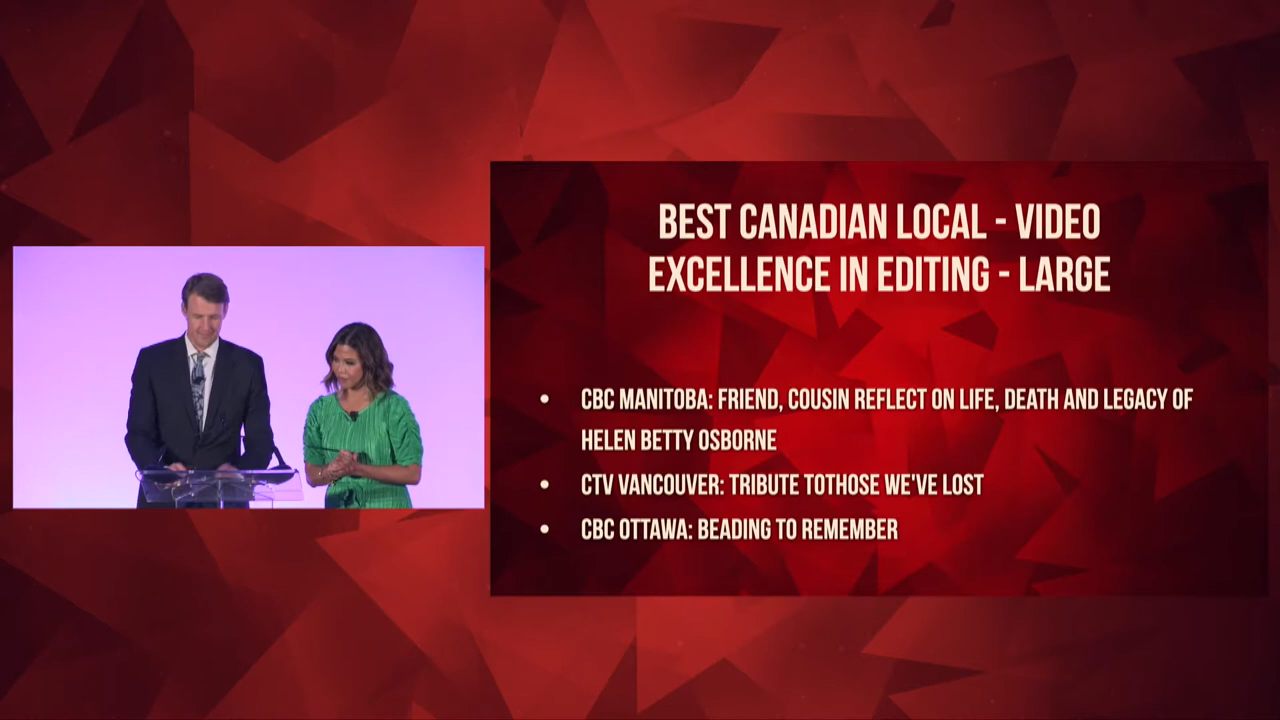 BEST CANADIAN LOCAL - VIDEO
EXCELLENCE IN EDITING - LARGE
• CBC MANITOBA: FRIEND, COUSIN REFLECT ON LIFE, DEATH AND LEGACY OF
HELEN BETTY OSBORNE
• CTV VANCOUVER: TRIBUTE TOTHOSE WE'VE LOST
• CBC OTTAWA: BEADING TO REMEMBER